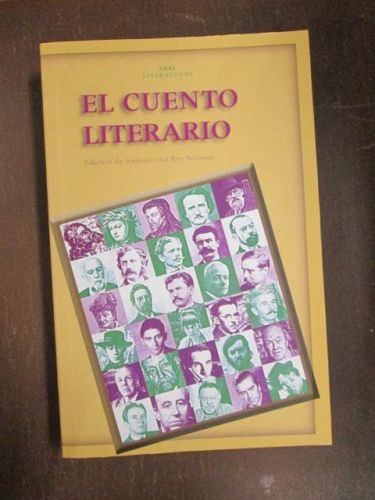 AKAL
LITERATURAS
EL CUENTO
LITERARIO
Edición de Antonio del Rey Briones